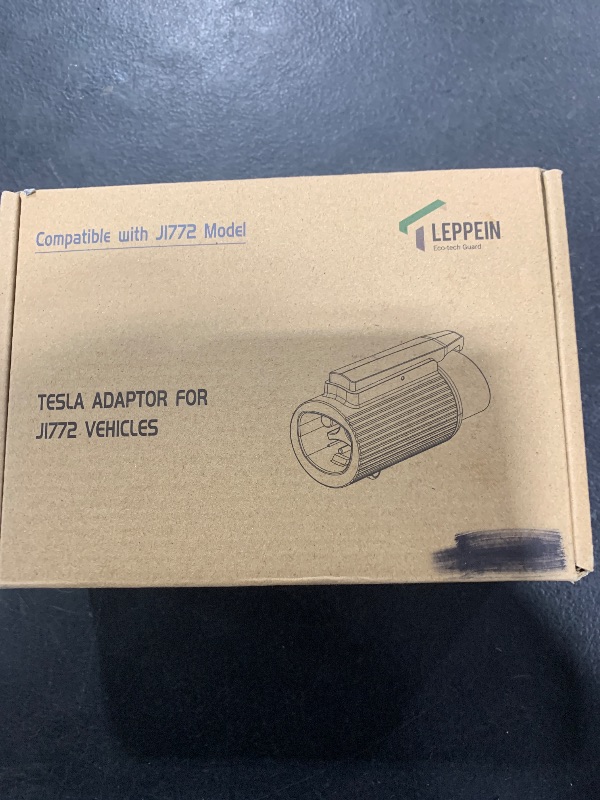 Compatible with J1772 Model
LEPPEIN
Eco-tech Guard
TESLA ADAPTOR FOR
J1772 VEHICLES